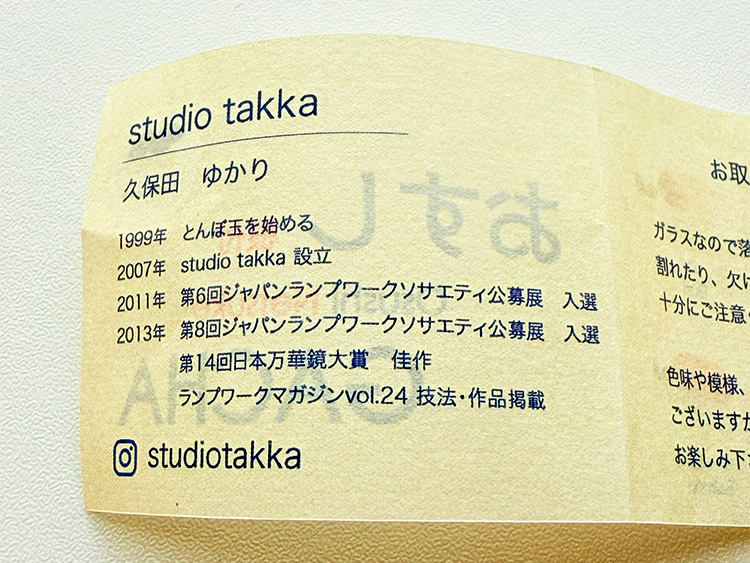 studio takka
久保田 ゆかり
1999年 とんぼ玉を始める
2007年 studio takka 設立
2011年 第6回ジャパンランプワークソサエティ公募展 入選
2013年 第8回ジャパンランプワークソサエティ公募展 入選
第14回日本万華鏡大賞 佳作
ランプワークマガジンvol.24 技法・作品掲載
studiotakka
お取
ガラスなので落
割れたり、欠け
十分にご注意
色味や模様、
ございますが
お楽しみ下
おすし
GACHA